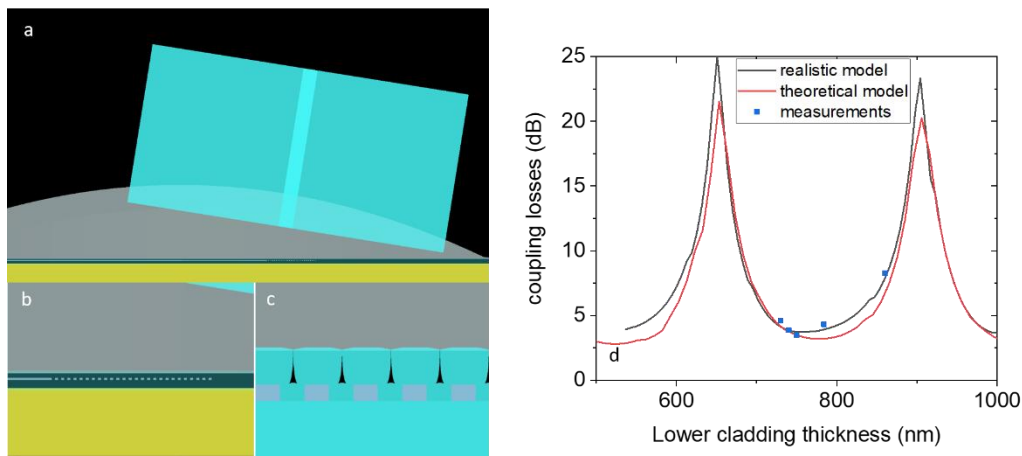 a
b
c
25
20
15
10
5
0
coupling losses (dB)
realistic model
theoretical model
measurements
d
600
800
1000
Lower cladding thickness (nm)